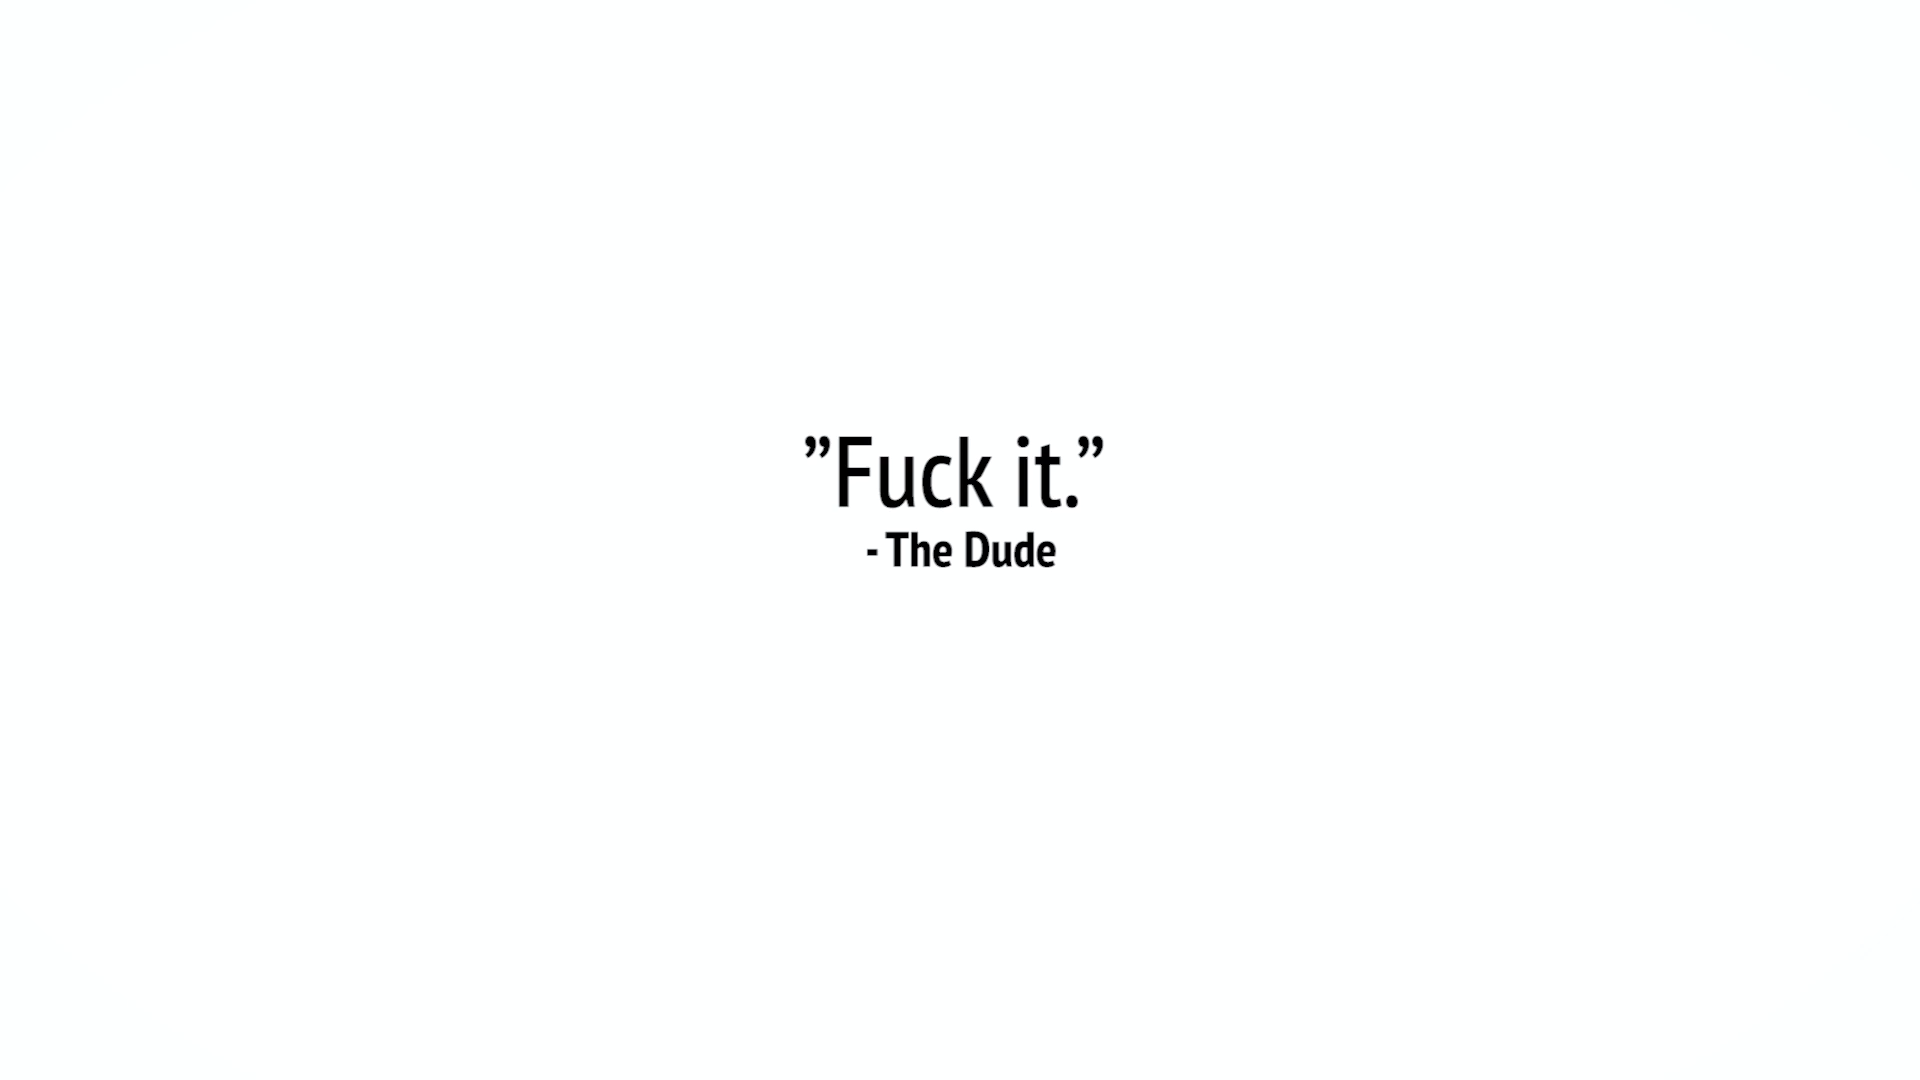 ”Fuck it.”
- The Dude